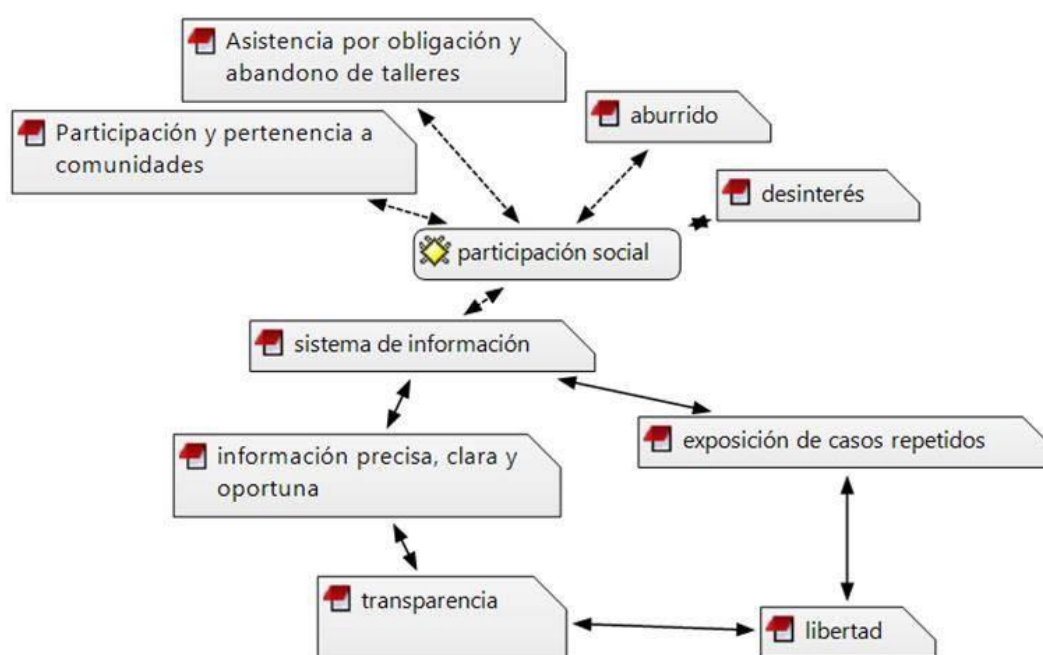 Asistencia por obligación y
abandono de talleres
aburrido
Participación y pertenencia a
comunidades
desinterés
participación social
sistema de información
exposición de casos repetidos
información precisa, clara y
oportuna
transparencia
libertad